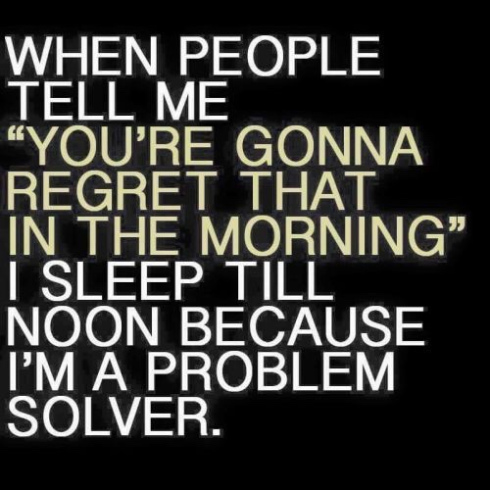 WHEN PEOPLE
TELL ME
“YOU’RE GONNA
REGRET THAT
IN THE MORNING”
I SLEEP TILL
NOON BECAUSE
I’M A PROBLEM
SOLVER.